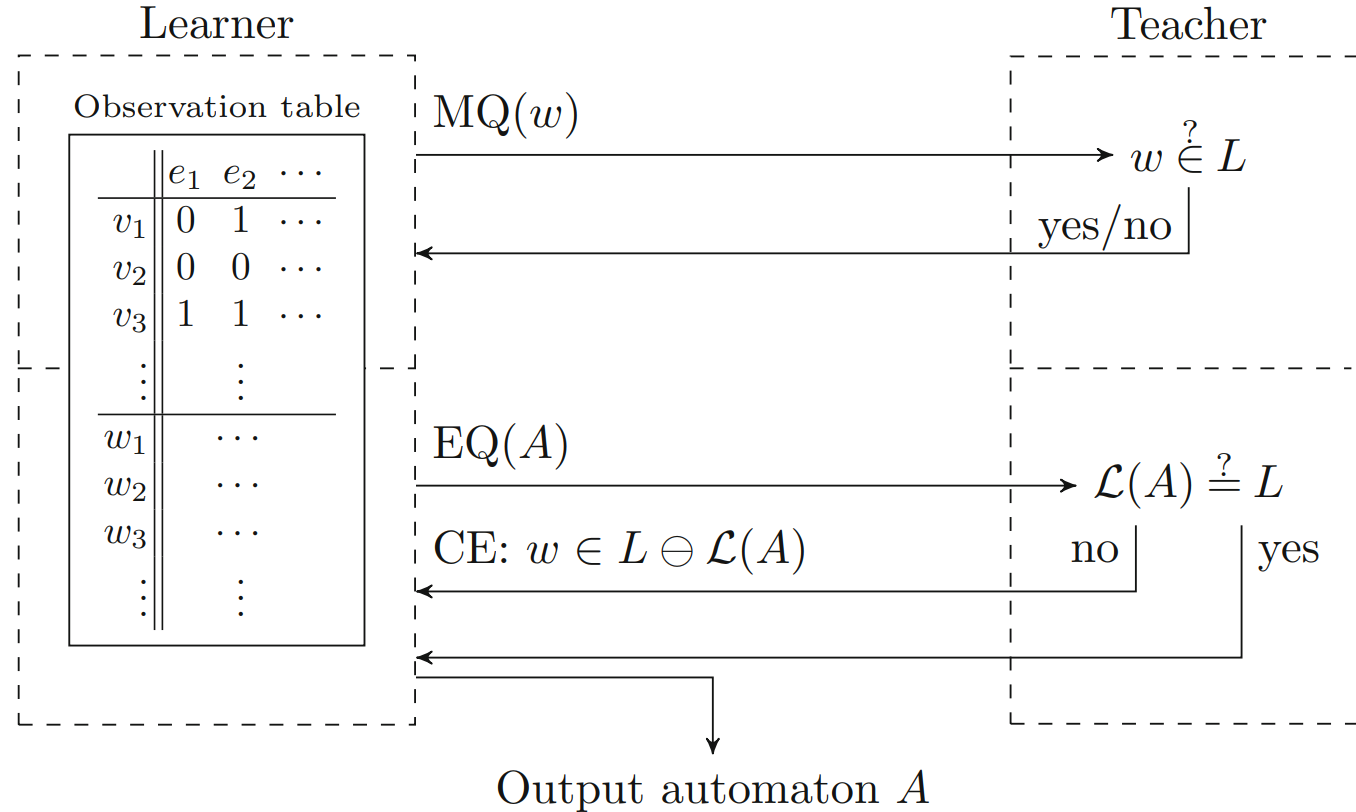 Learner
Teacher
Observation table
e₁ e₂ ⋯
v₁ 0 1 ⋯
v₂ 0 0 ⋯
v₃ 1 1 ⋯
⋮ ⋮
w₁ ⋯
w₂ ⋯
w₃ ⋯
⋮ ⋮
MQ(w)
w ∈? L
yes/no
EQ(A)
ℒ(A) =? L
CE: w ∈ L ⊖ ℒ(A)
no
yes
Output automaton A